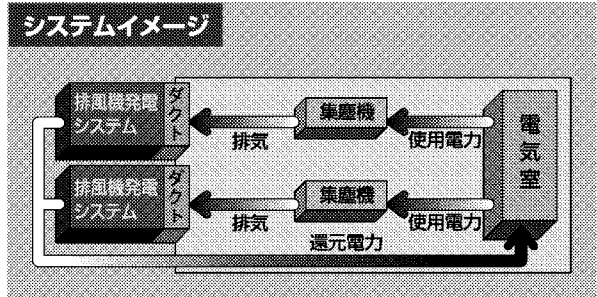 システムイメージ
排風機発電
システム
ダクト
排気
集塵機
使用電力
電気室
排風機発電
システム
ダクト
排気
集塵機
使用電力
還元電力